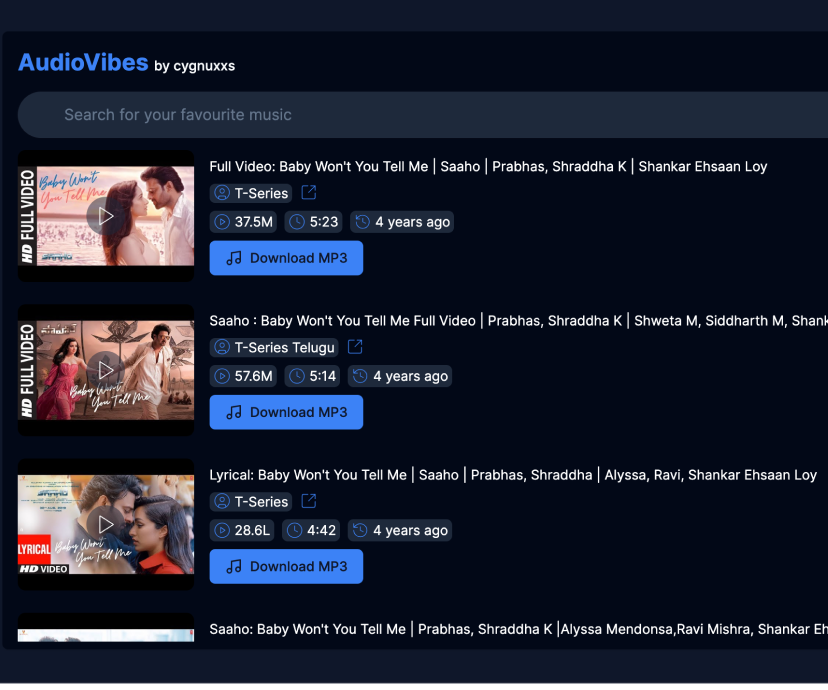 AudioVibes by cygnuxxs
Search for your favourite music
HD FULL VIDEO
Baby Won't
You Tell Me
SAAHO
Full Video: Baby Won't You Tell Me | Saaho | Prabhas, Shraddha K | Shankar Ehsaan Loy
T-Series
37.5M 5:23 4 years ago
Download MP3
HD FULL VIDEO
Baby Won't
You Tell Me
Saaho : Baby Won't You Tell Me Full Video | Prabhas, Shraddha K | Shweta M, Siddharth M, Shank
T-Series Telugu
57.6M 5:14 4 years ago
Download MP3
SAAHO
LYRICAL
Baby Won't
You Tell Me
HD VIDEO
Lyrical: Baby Won't You Tell Me | Saaho | Prabhas, Shraddha | Alyssa, Ravi, Shankar Ehsaan Loy
T-Series
28.6L 4:42 4 years ago
Download MP3
Saaho: Baby Won't You Tell Me | Prabhas, Shraddha K |Alyssa Mendonsa,Ravi Mishra, Shankar Eh